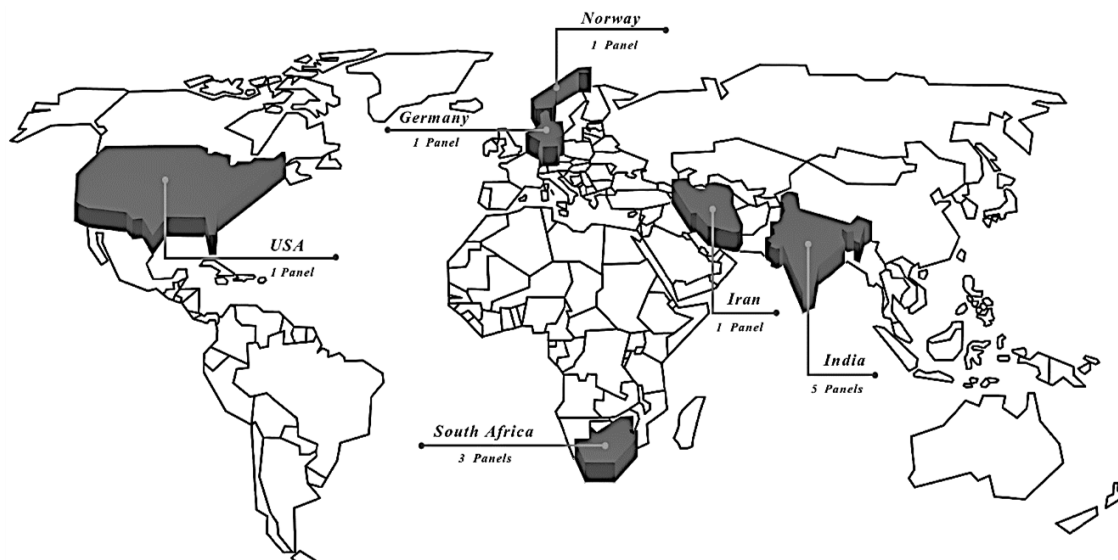 Norway
1 Panel
Germany
1 Panel
USA
1 Panel
Iran
1 Panel
India
5 Panels
South Africa
3 Panels